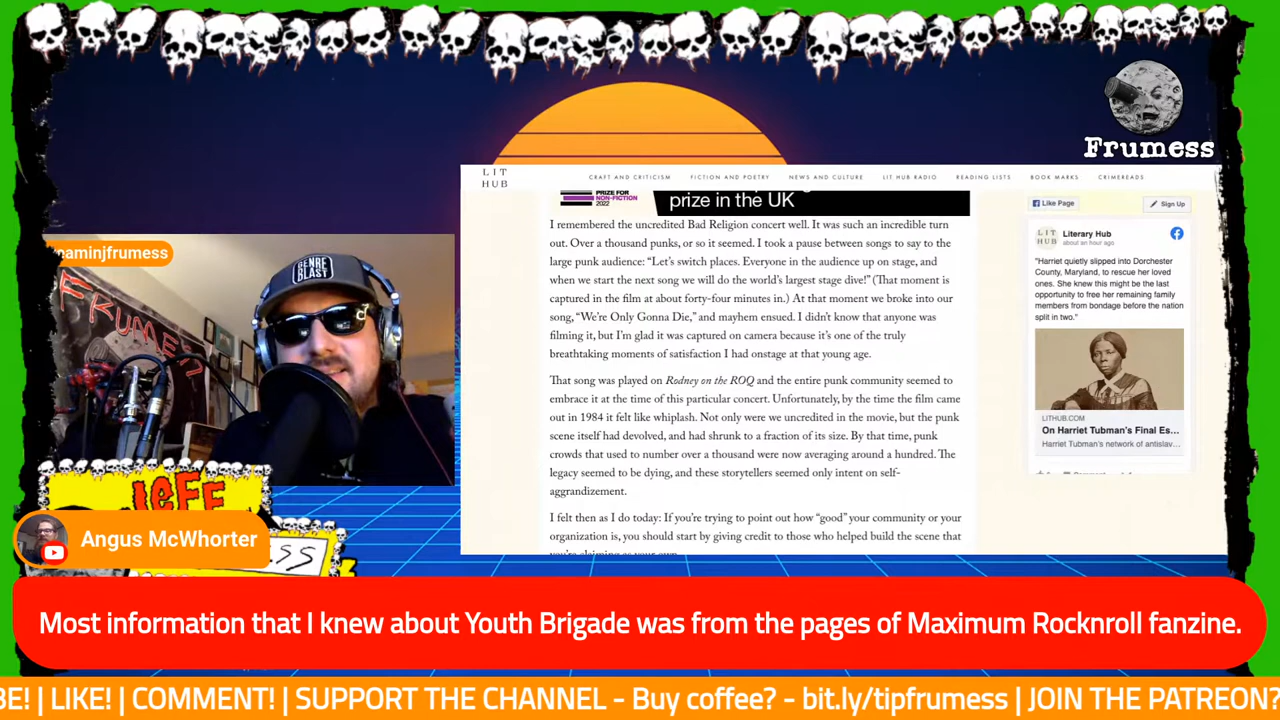 Frumess
LIT
HUB
CRAFT AND CRITICISM
FICTION AND POETRY
NEWS AND CULTURE
LIT HUB RADIO
READING LISTS
BOOK MARKS
CRIMEREADS
PRIZE FOR
NON-FICTION
2022
prize in the UK
I remembered the uncredited Bad Religion concert well. It was such an incredible turn
out. Over a thousand punks, or so it seemed. I took a pause between songs to say to the
large punk audience: “Let’s switch places. Everyone in the audience up on stage, and
when we start the next song we will do the world’s largest stage dive!” (That moment is
captured in the film at about forty-four minutes in.) At that moment we broke into our
song, “We’re Only Gonna Die,” and mayhem ensued. I didn’t know that anyone was
filming it, but I’m glad it was captured on camera because it’s one of the truly
breathtaking moments of satisfaction I had onstage at that young age.
That song was played on Rodney on the ROQ and the entire punk community seemed to
embrace it at the time of this particular concert. Unfortunately, by the time the film came
out in 1984 it felt like whiplash. Not only were we uncredited in the movie, but the punk
scene itself had devolved, and had shrunk to a fraction of its size. By that time, punk
crowds that used to number over a thousand were now averaging around a hundred. The
legacy seemed to be dying, and these storytellers seemed only intent on self-
aggrandizement.
I felt then as I do today: If you’re trying to point out how “good” your community or your
organization is, you should start by giving credit to those who helped build the scene that
you’re claiming as your own.
Like Page
Sign Up
LIT
HUB
Literary Hub
about an hour ago
"Harriet quietly slipped into Dorchester
County, Maryland, to rescue her loved
ones. She knew this might be the last
opportunity to free her remaining family
members from bondage before the nation
split in two."
LITHUB.COM
On Harriet Tubman's Final Es...
Harriet Tubman's network of antislav...
eaminjfrumess
GENRE
BLAST
FRUMES
JEFF
ESS
Angus McWhorter
Most information that I knew about Youth Brigade was from the pages of Maximum Rocknroll fanzine.
BE! | LIKE! | COMMENT! | SUPPORT THE CHANNEL - Buy coffee? - bit.ly/tipfrumess | JOIN THE PATREON?